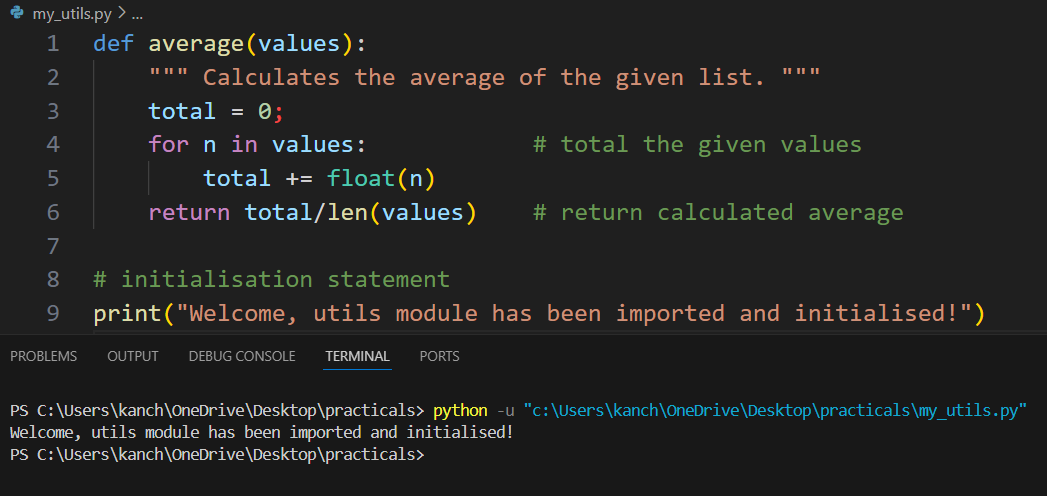 my_utils.py > ...
1 def average(values):
2     """ Calculates the average of the given list. """
3     total = 0;
4     for n in values:            # total the given values
5         total += float(n)
6     return total/len(values)    # return calculated average
7
8 # initialisation statement
9 print("Welcome, utils module has been imported and initialised!")
PROBLEMS OUTPUT DEBUG CONSOLE TERMINAL PORTS
PS C:\Users\kanch\OneDrive\Desktop\practicals> python -u "c:\Users\kanch\OneDrive\Desktop\practicals\my_utils.py"
Welcome, utils module has been imported and initialised!
PS C:\Users\kanch\OneDrive\Desktop\practicals>